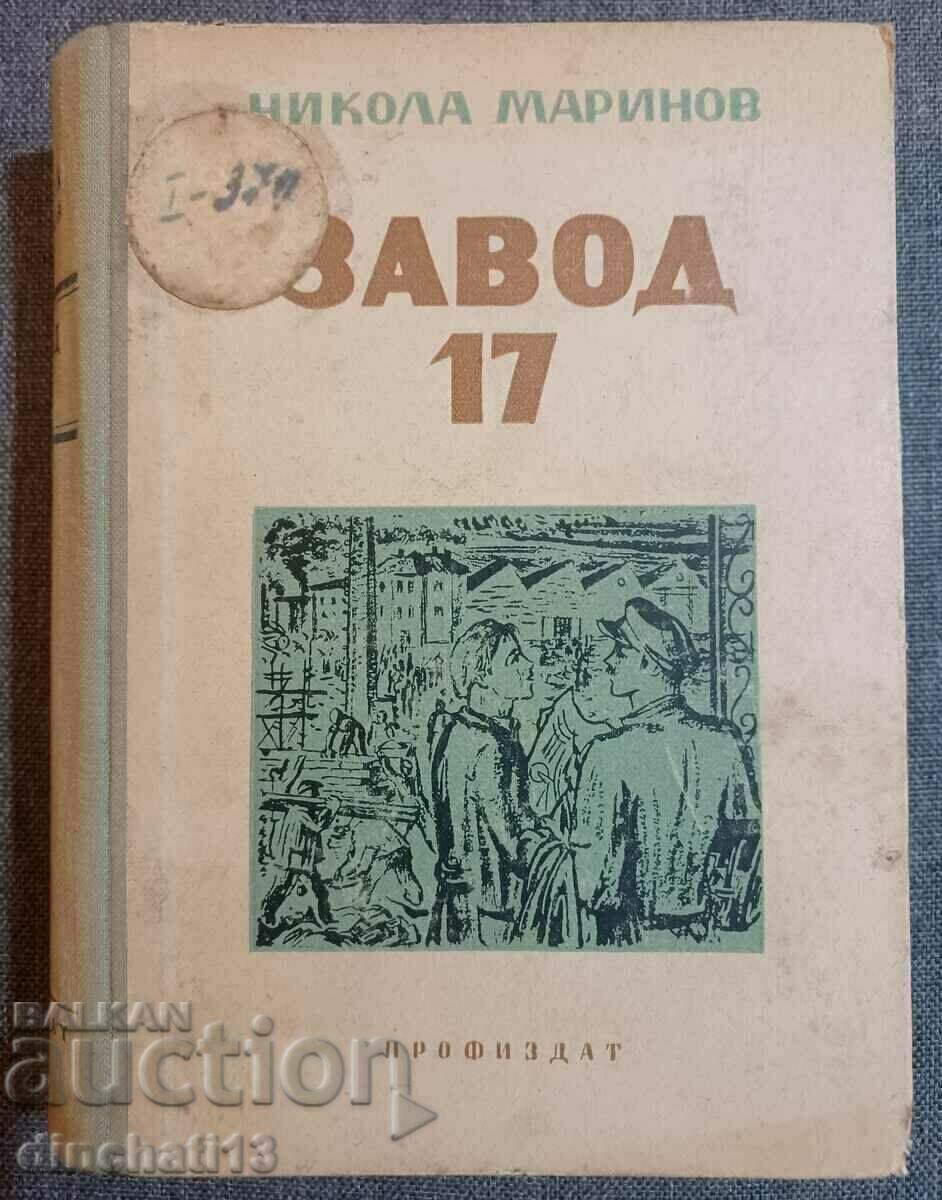 НИКОЛА МАРИНОВ
ЗАВОД
17
ПРОФИЗДАТ
BALKAN
auction
dinchati13